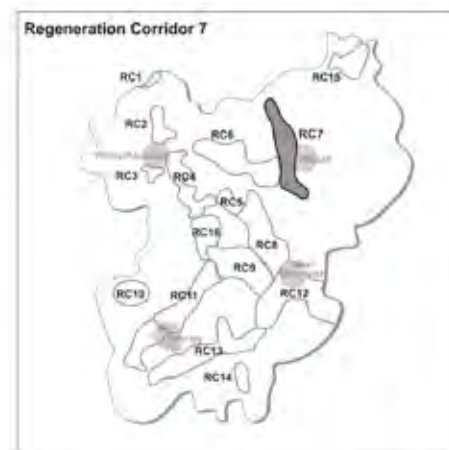 Regeneration Corridor 7
RC1
RC15
RC2
RC6
RC7
RC3
RC4
RC5
RC16
RC8
RC9
RC10
RC11
RC12
RC13
RC14